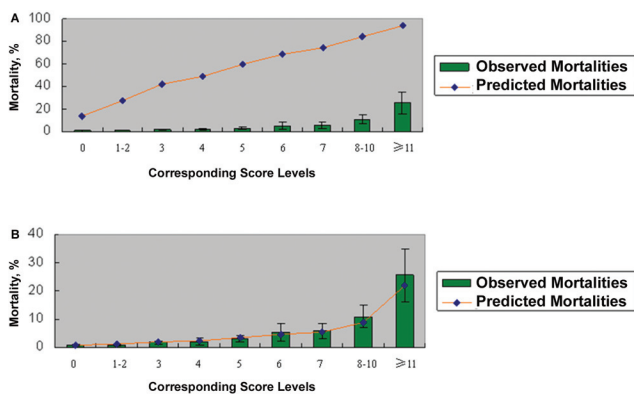 A
100
80
60
40
20
0
Mortality, %
0 1-2 3 4 5 6 7 8-10 ⩾11
Corresponding Score Levels
Observed Mortalities
Predicted Mortalities
B
40
30
20
10
0
Mortality, %
0 1-2 3 4 5 6 7 8-10 ⩾11
Corresponding Score Levels
Observed Mortalities
Predicted Mortalities